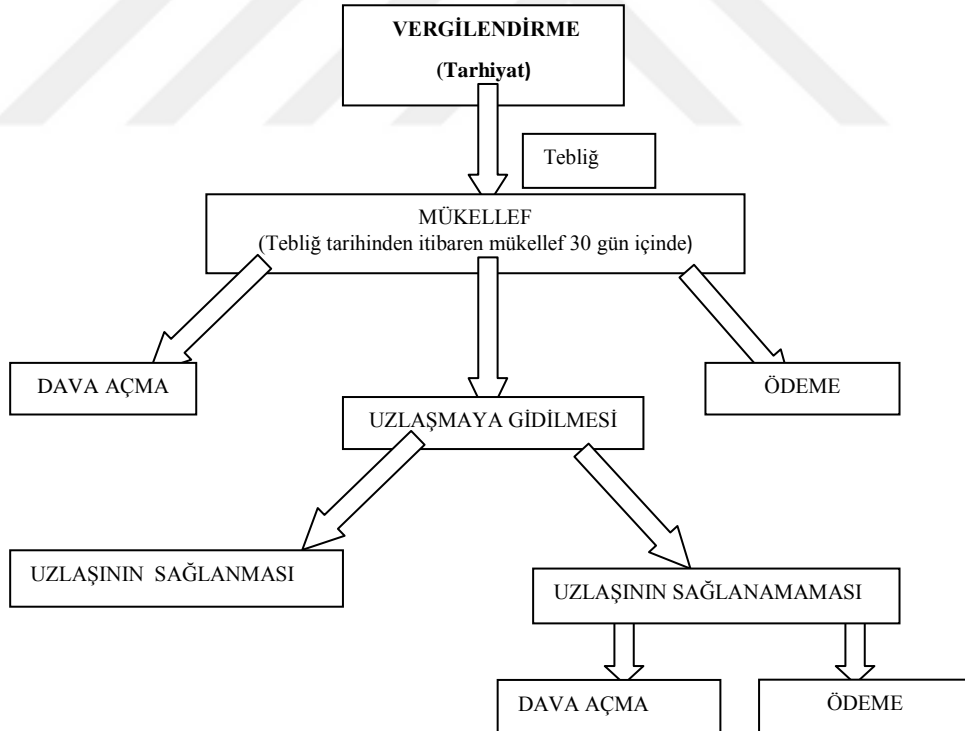 VERGİLENDİRME
(Tarhiyat)
Tebliğ
MÜKELLEF
(Tebliğ tarihinden itibaren mükellef 30 gün içinde)
DAVA AÇMA
ÖDEME
UZLAŞMAYA GİDİLMESİ
UZLAŞININ SAĞLANMASI
UZLAŞININ SAĞLANAMAMASI
DAVA AÇMA
ÖDEME